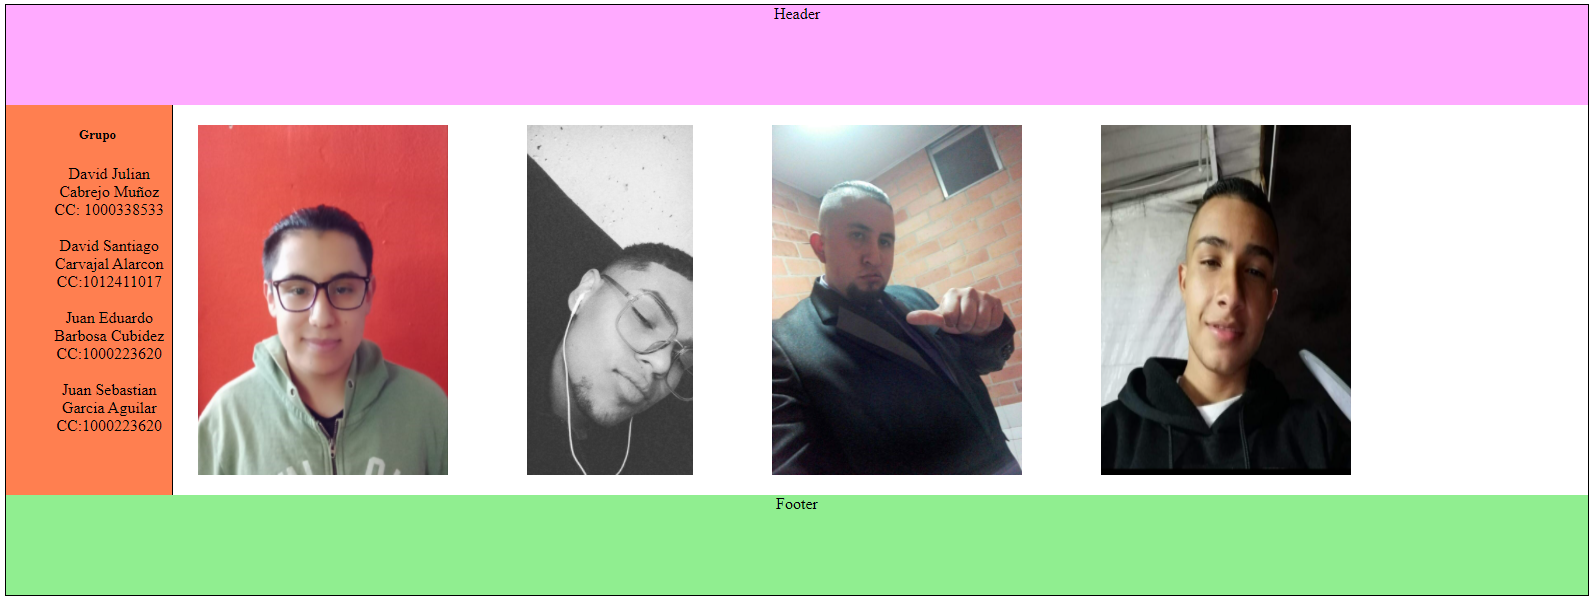 Header
Grupo
David Julian
Cabrejo Muñoz
CC: 1000338533
David Santiago
Carvajal Alarcon
CC:1012411017
Juan Eduardo
Barbosa Cubidez
CC:1000223620
Juan Sebastian
Garcia Aguilar
CC:1000223620
Footer